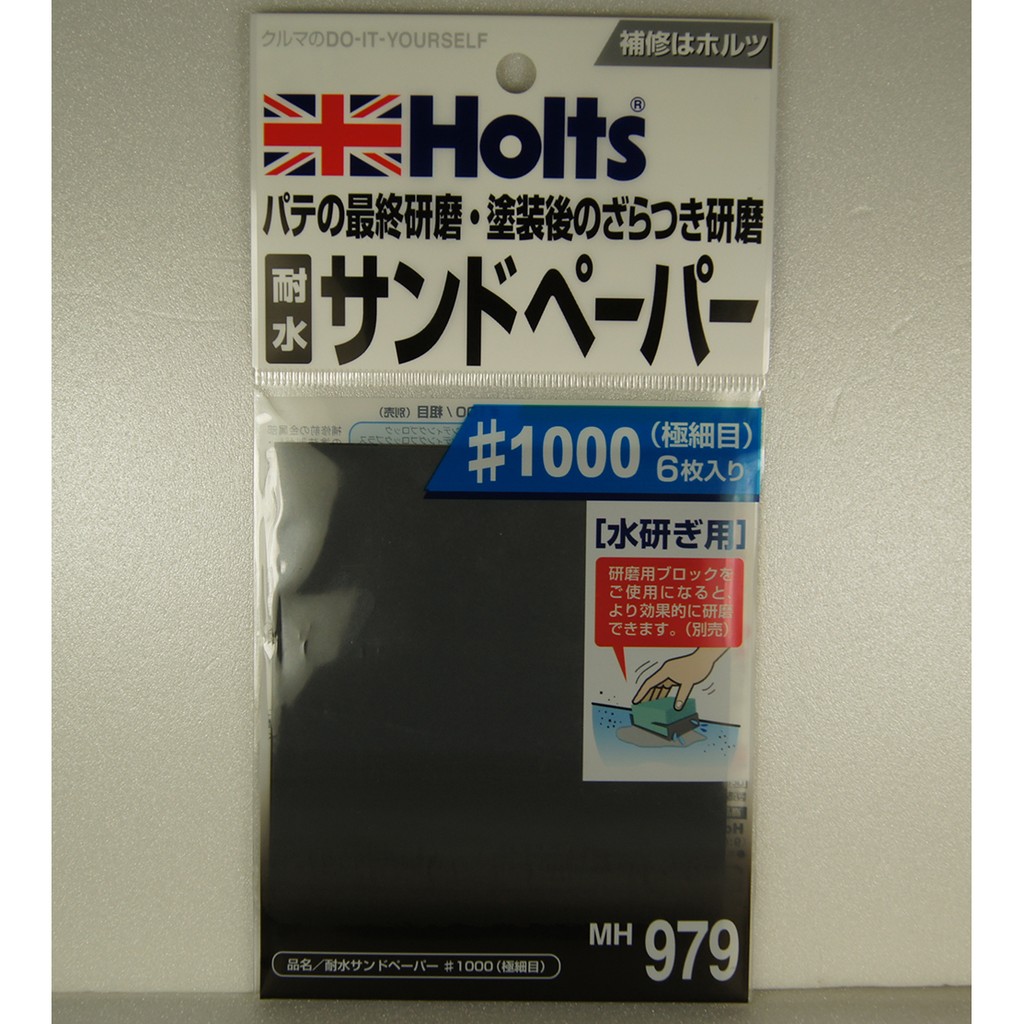 クルマのDO-IT-YOURSELF
補修はホルツ
Holts®
パテの最終研磨・塗装後のざらつき研磨
耐水
サンドペーパー
♯1000
(極細目)
6枚入り
[水研ぎ用]
研磨用ブロックを
ご使用になると、
より効果的に研磨
できます。(別売)
MH 979
品名/耐水サンドペーパー ♯1000(極細目)